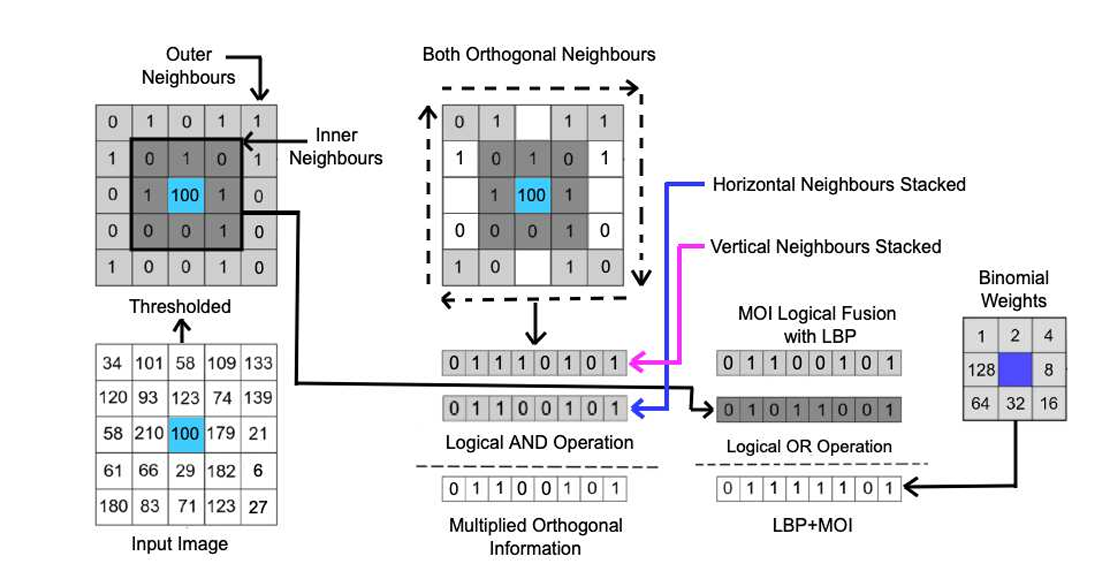 Outer
Neighbours
0 1 0 1 1
1 0 1 0 1
0 1 100 1 0
0 0 0 1 0
1 0 0 1 0
Inner
Neighbours
Thresholded
34 101 58 109 133
120 93 123 74 139
58 210 100 179 21
61 66 29 182 6
180 83 71 123 27
Input Image
Both Orthogonal Neighbours
0 1 1 1
1 0 1 0 1
1 100 1
0 0 0 1 0
1 0 1 0
Horizontal Neighbours Stacked
Vertical Neighbours Stacked
0 1 1 1 0 1 0 1
0 1 1 0 0 1 0 1
Logical AND Operation
0 1 1 0 0 1 0 1
Multiplied Orthogonal
Information
MOI Logical Fusion
with LBP
0 1 1 0 0 1 0 1
0 1 0 1 1 0 0 1
Logical OR Operation
0 1 1 1 1 1 0 1
LBP+MOI
Binomial
Weights
1 2 4
128 8
64 32 16